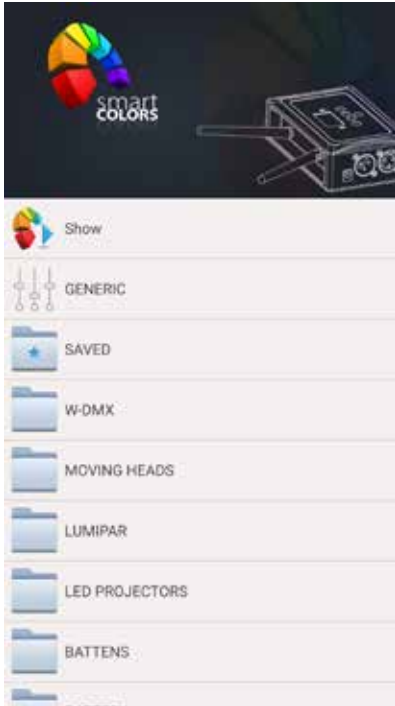 smart
COLORS
Show
GENERIC
SAVED
W-DMX
MOVING HEADS
LUMIPAR
LED PROJECTORS
BATTENS